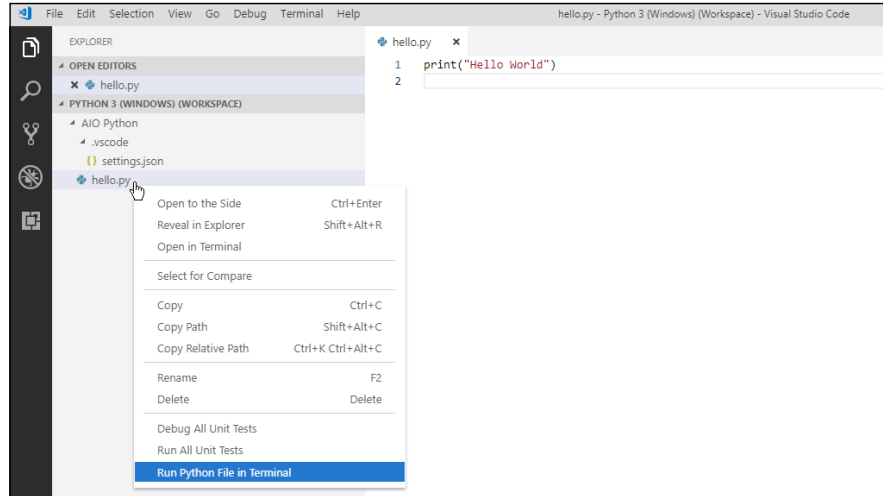 File Edit Selection View Go Debug Terminal Help hello.py - Python 3 (Windows) (Workspace) - Visual Studio Code
EXPLORER
OPEN EDITORS
hello.py
PYTHON 3 (WINDOWS) (WORKSPACE)
AIO Python
.vscode
{} settings.json
hello.py
hello.py
1 print("Hello World")
2
Open to the Side Ctrl+Enter
Reveal in Explorer Shift+Alt+R
Open in Terminal
Select for Compare
Copy Ctrl+C
Copy Path Shift+Alt+C
Copy Relative Path Ctrl+K Ctrl+Alt+C
Rename F2
Delete Delete
Debug All Unit Tests
Run All Unit Tests
Run Python File in Terminal